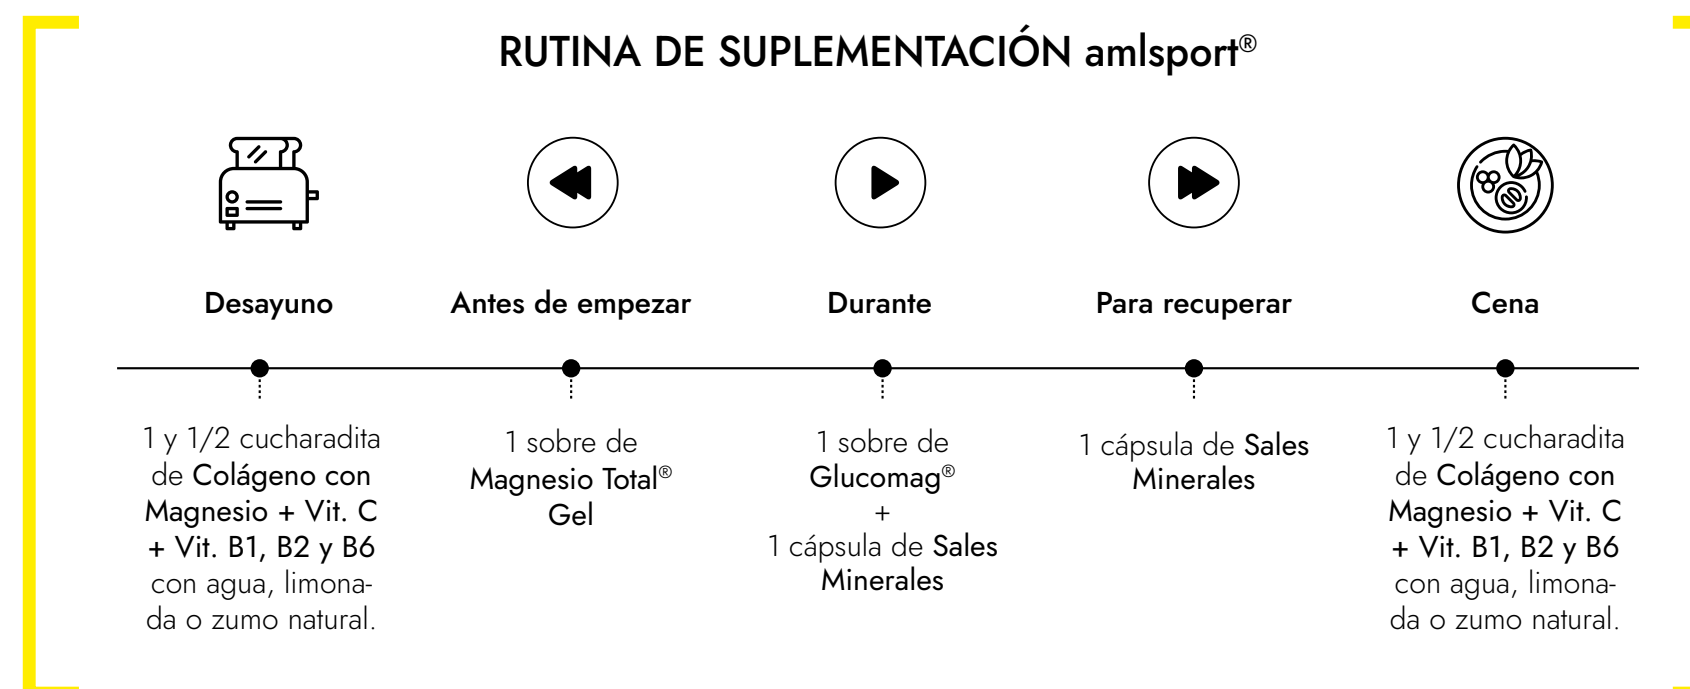 RUTINA DE SUPLEMENTACIÓN amlsport®
Desayuno
1 y 1/2 cucharadita
de Colágeno con
Magnesio + Vit. C
+ Vit. B1, B2 y B6
con agua, limona-
da o zumo natural.
Antes de empezar
1 sobre de
Magnesio Total®
Gel
Durante
1 sobre de
Glucomag®
+
1 cápsula de Sales
Minerales
Para recuperar
1 cápsula de Sales
Minerales
Cena
1 y 1/2 cucharadita
de Colágeno con
Magnesio + Vit. C
+ Vit. B1, B2 y B6
con agua, limona-
da o zumo natural.